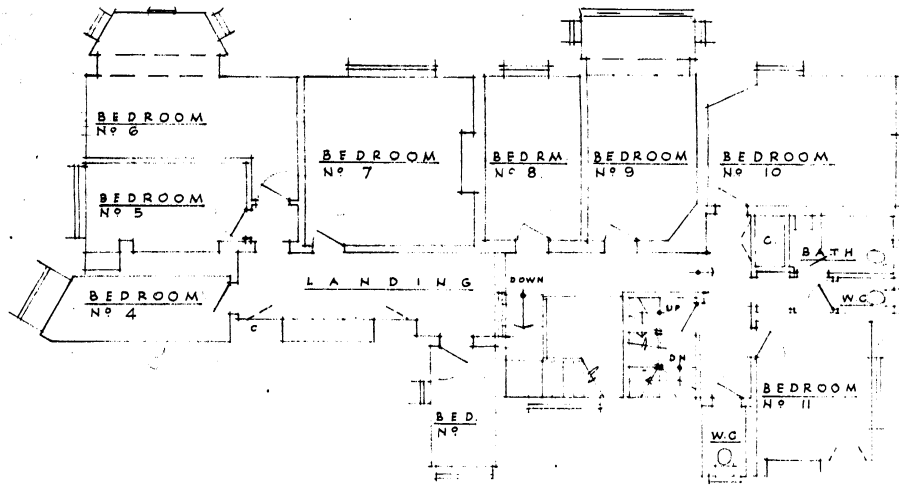 BEDROOM
Nº 6
BEDROOM
Nº 7
BEDRM.
Nº 8
BEDROOM
Nº 9
BEDROOM
Nº 10
BEDROOM
Nº 5
C.
BATH
BEDROOM
Nº 4
LANDING
DOWN
W.C.
UP
C
DN
BEDROOM
Nº 11
BED.
Nº
W.C